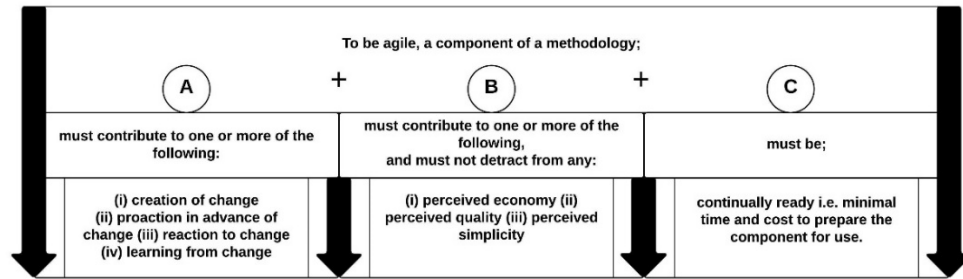 To be agile, a component of a methodology;
A + B + C
must contribute to one or more of the
following:
must contribute to one or more of the
following,
and must not detract from any:
must be;
(i) creation of change
(ii) proaction in advance of
change (iii) reaction to change
(iv) learning from change
(i) perceived economy (ii)
perceived quality (iii) perceived
simplicity
continually ready i.e. minimal
time and cost to prepare the
component for use.